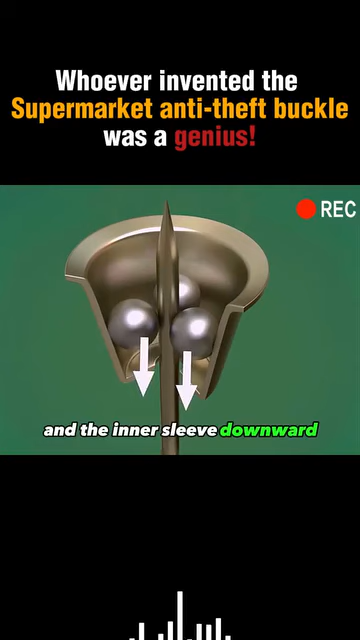 Whoever invented the
Supermarket anti-theft buckle
was a genius!
REC
and the inner sleeve downward